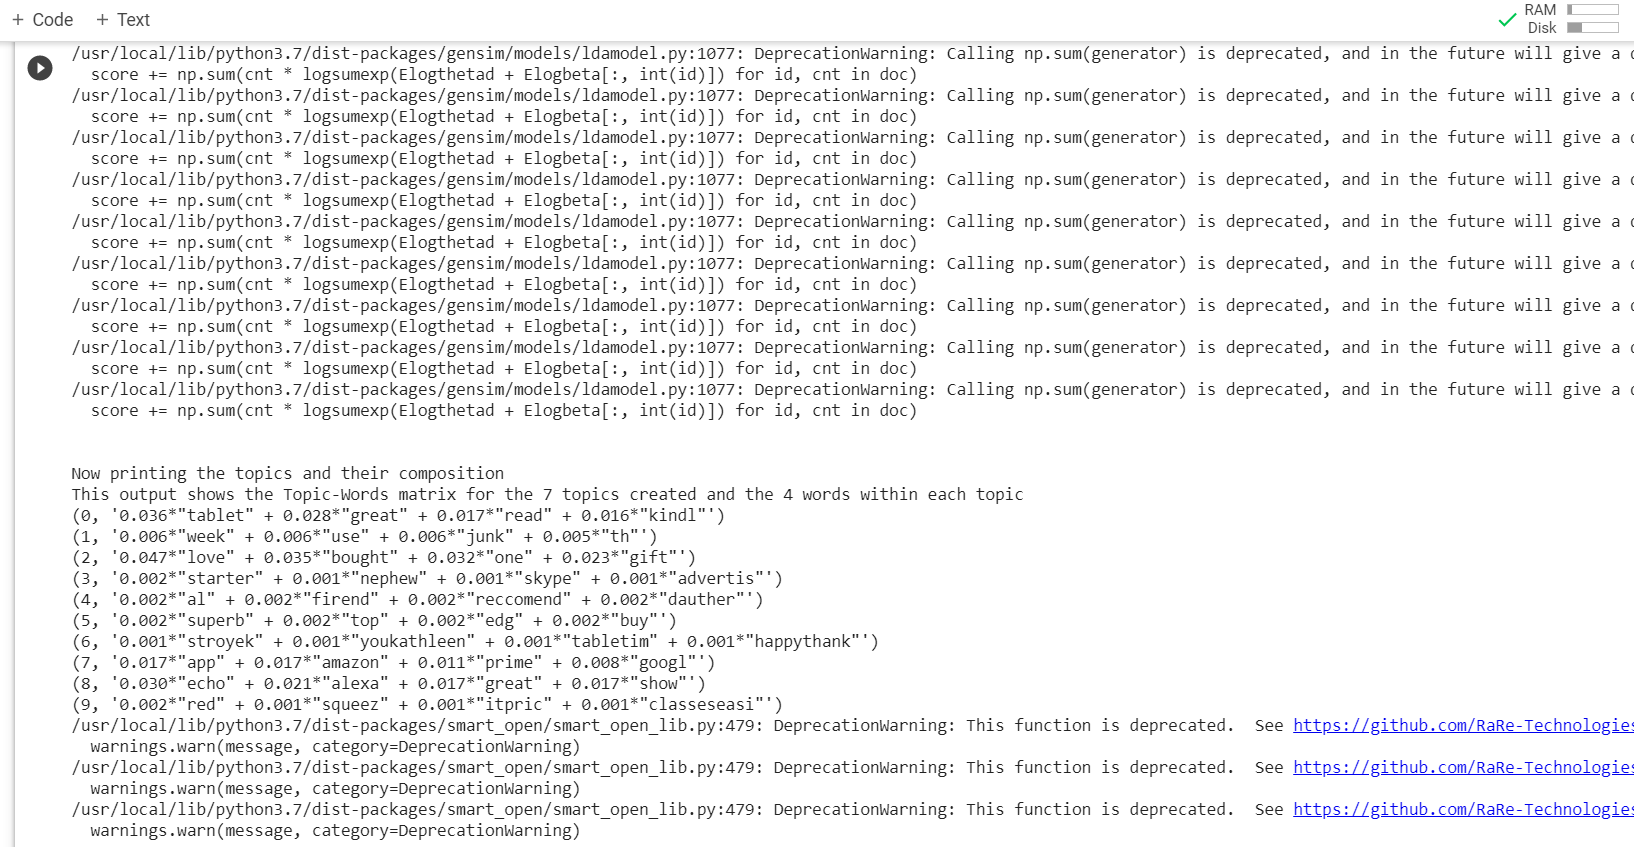 + Code + Text
RAM
Disk
/usr/local/lib/python3.7/dist-packages/gensim/models/ldamodel.py:1077: DeprecationWarning: Calling np.sum(generator) is deprecated, and in the future will give a
score += np.sum(cnt * logsumexp(Elogthetad + Elogbeta[:, int(id)]) for id, cnt in doc)
/usr/local/lib/python3.7/dist-packages/gensim/models/ldamodel.py:1077: DeprecationWarning: Calling np.sum(generator) is deprecated, and in the future will give a
score += np.sum(cnt * logsumexp(Elogthetad + Elogbeta[:, int(id)]) for id, cnt in doc)
/usr/local/lib/python3.7/dist-packages/gensim/models/ldamodel.py:1077: DeprecationWarning: Calling np.sum(generator) is deprecated, and in the future will give a
score += np.sum(cnt * logsumexp(Elogthetad + Elogbeta[:, int(id)]) for id, cnt in doc)
/usr/local/lib/python3.7/dist-packages/gensim/models/ldamodel.py:1077: DeprecationWarning: Calling np.sum(generator) is deprecated, and in the future will give a
score += np.sum(cnt * logsumexp(Elogthetad + Elogbeta[:, int(id)]) for id, cnt in doc)
/usr/local/lib/python3.7/dist-packages/gensim/models/ldamodel.py:1077: DeprecationWarning: Calling np.sum(generator) is deprecated, and in the future will give a
score += np.sum(cnt * logsumexp(Elogthetad + Elogbeta[:, int(id)]) for id, cnt in doc)
/usr/local/lib/python3.7/dist-packages/gensim/models/ldamodel.py:1077: DeprecationWarning: Calling np.sum(generator) is deprecated, and in the future will give a
score += np.sum(cnt * logsumexp(Elogthetad + Elogbeta[:, int(id)]) for id, cnt in doc)
/usr/local/lib/python3.7/dist-packages/gensim/models/ldamodel.py:1077: DeprecationWarning: Calling np.sum(generator) is deprecated, and in the future will give a
score += np.sum(cnt * logsumexp(Elogthetad + Elogbeta[:, int(id)]) for id, cnt in doc)
/usr/local/lib/python3.7/dist-packages/gensim/models/ldamodel.py:1077: DeprecationWarning: Calling np.sum(generator) is deprecated, and in the future will give a
score += np.sum(cnt * logsumexp(Elogthetad + Elogbeta[:, int(id)]) for id, cnt in doc)
/usr/local/lib/python3.7/dist-packages/gensim/models/ldamodel.py:1077: DeprecationWarning: Calling np.sum(generator) is deprecated, and in the future will give a
score += np.sum(cnt * logsumexp(Elogthetad + Elogbeta[:, int(id)]) for id, cnt in doc)
Now printing the topics and their composition
This output shows the Topic-Words matrix for the 7 topics created and the 4 words within each topic
(0, '0.036*"tablet" + 0.028*"great" + 0.017*"read" + 0.016*"kindl"')
(1, '0.006*"week" + 0.006*"use" + 0.006*"junk" + 0.005*"th"')
(2, '0.047*"love" + 0.035*"bought" + 0.032*"one" + 0.023*"gift"')
(3, '0.002*"starter" + 0.001*"nephew" + 0.001*"skype" + 0.001*"advertis"')
(4, '0.002*"al" + 0.002*"firend" + 0.002*"reccomend" + 0.002*"dauther"')
(5, '0.002*"superb" + 0.002*"top" + 0.002*"edg" + 0.002*"buy"')
(6, '0.001*"stroyek" + 0.001*"youkathleen" + 0.001*"tabletim" + 0.001*"happythank"')
(7, '0.017*"app" + 0.017*"amazon" + 0.011*"prime" + 0.008*"googl"')
(8, '0.030*"echo" + 0.021*"alexa" + 0.017*"great" + 0.017*"show"')
(9, '0.002*"red" + 0.001*"squeez" + 0.001*"itpric" + 0.001*"classeseasi"')
/usr/local/lib/python3.7/dist-packages/smart_open/smart_open_lib.py:479: DeprecationWarning: This function is deprecated.  See https://github.com/RaRe-Technologies
warnings.warn(message, category=DeprecationWarning)
/usr/local/lib/python3.7/dist-packages/smart_open/smart_open_lib.py:479: DeprecationWarning: This function is deprecated.  See https://github.com/RaRe-Technologies
warnings.warn(message, category=DeprecationWarning)
/usr/local/lib/python3.7/dist-packages/smart_open/smart_open_lib.py:479: DeprecationWarning: This function is deprecated.  See https://github.com/RaRe-Technologies
warnings.warn(message, category=DeprecationWarning)